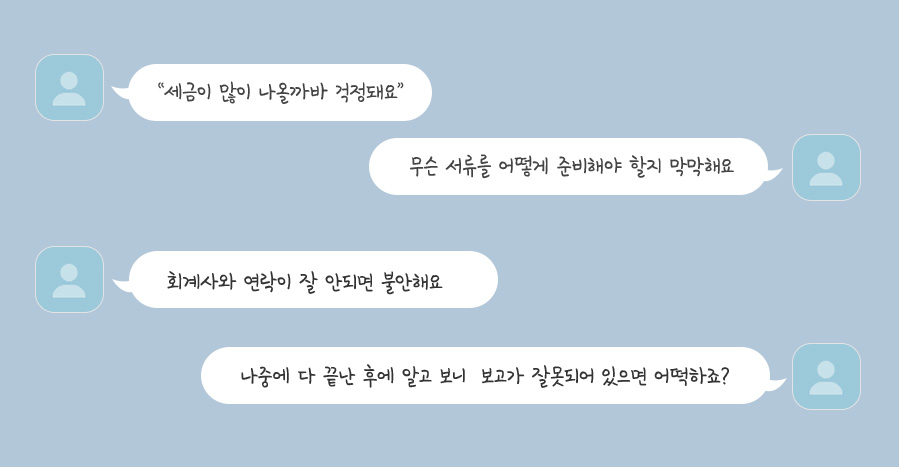 “세금이 많이 나올까바 걱정돼요”
무슨 서류를 어떻게 준비해야 할지 막막해요
회계사와 연락이 잘 안되면 불안해요
나중에 다 끝난 후에 알고 보니 보고가 잘못되어 있으면 어떡하죠?